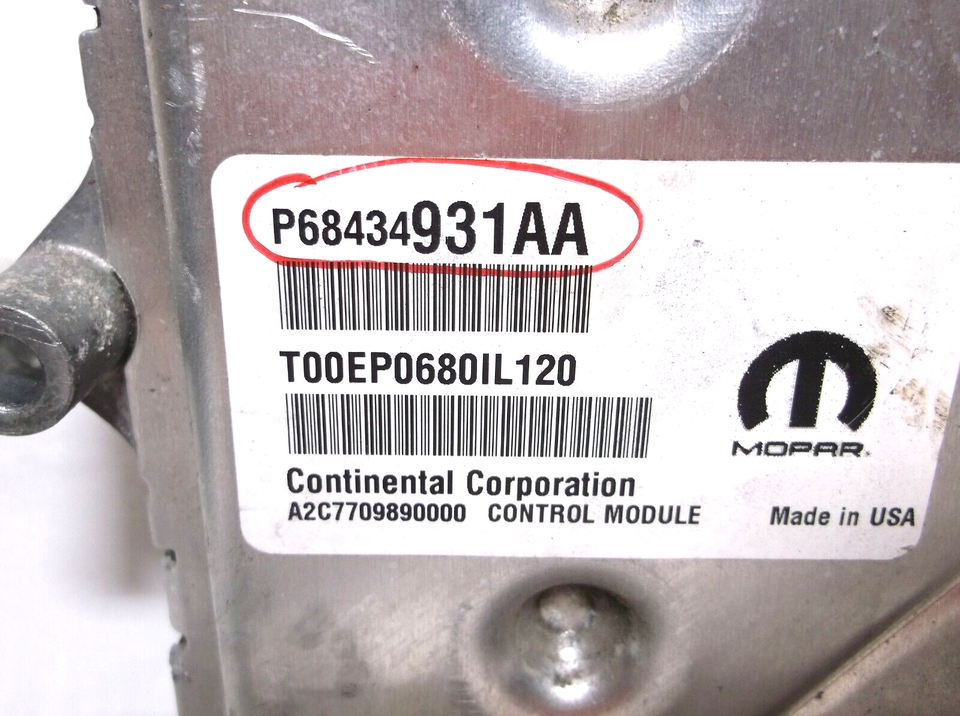 P68434931AA
T00EP0680IL120
MOPAR
Continental Corporation
A2C7709890000 CONTROL MODULE
Made in USA